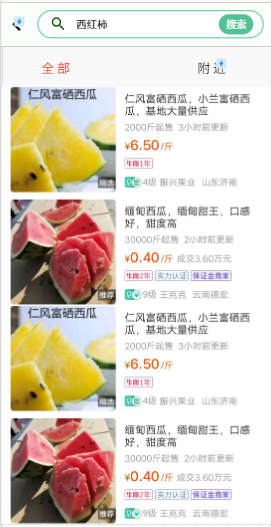 西红柿 搜索
全部 附近
仁风富硒西瓜
精选
仁风富硒西瓜，小兰富硒西
瓜，基地大量供应
2000斤起售 3小时前更新
¥6.50/斤
牛商1年
4级 振兴果业 山东济南
推荐
缅甸西瓜，缅甸甜王，口感
好，甜度高
30000斤起售 2小时前更新
¥0.40/斤 成交3.60万元
牛商2年 实力认证 保证金商家
9级 王克克 云南德宏
仁风富硒西瓜
精选
仁风富硒西瓜，小兰富硒西
瓜，基地大量供应
2000斤起售 3小时前更新
¥6.50/斤
牛商1年
4级 振兴果业 山东济南
推荐
缅甸西瓜，缅甸甜王，口感
好，甜度高
30000斤起售 2小时前更新
¥0.40/斤 成交3.60万元
牛商2年 实力认证 保证金商家
9级 王克克 云南德宏